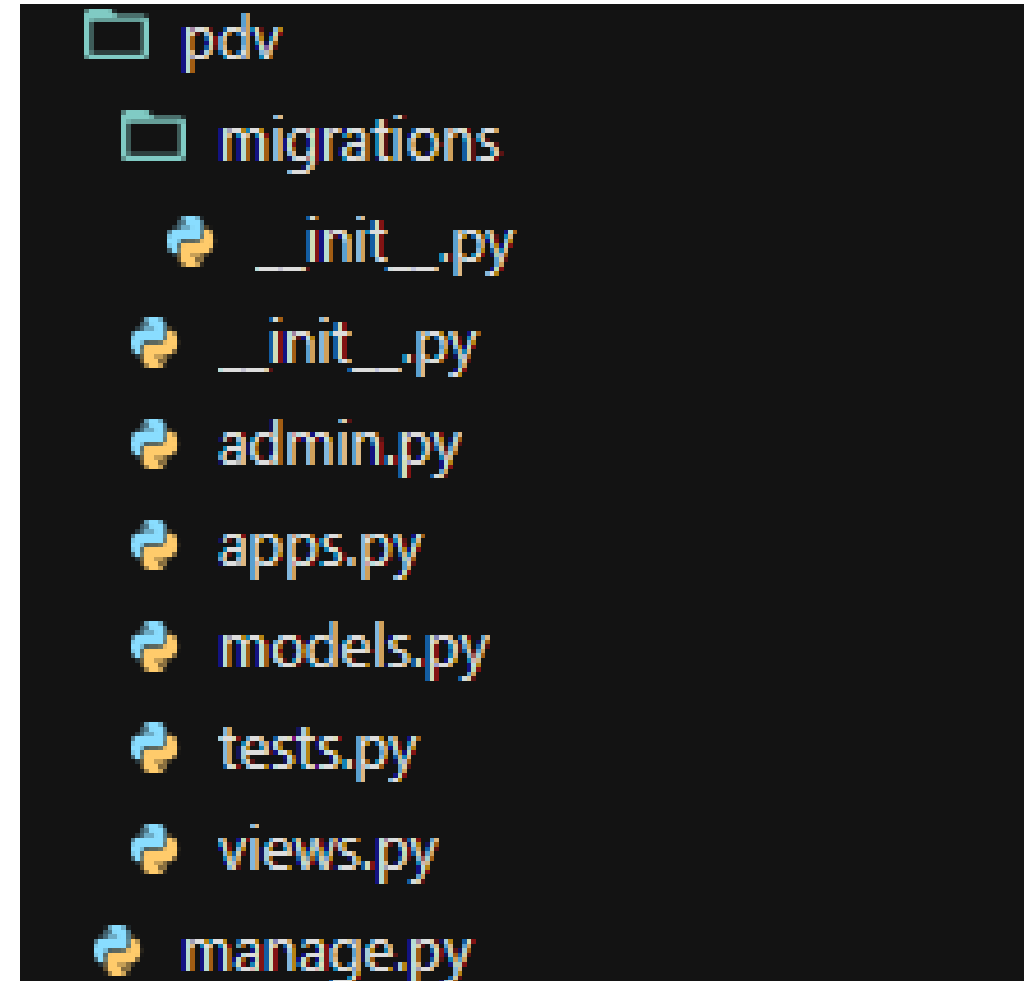 pdv
migrations
__init__.py
__init__.py
admin.py
apps.py
models.py
tests.py
views.py
manage.py